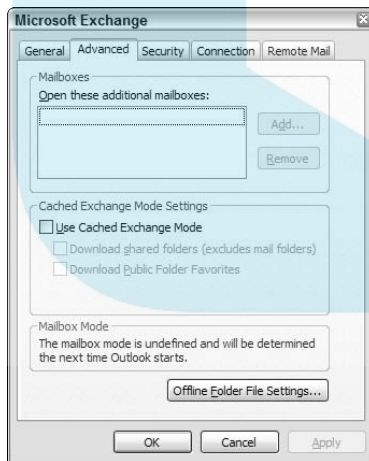 Microsoft Exchange
General Advanced Security Connection Remote Mail
Mailboxes
Open these additional mailboxes:
Add...
Remove
Cached Exchange Mode Settings
Use Cached Exchange Mode
Download shared folders (excludes mail folders)
Download Public Folder Favorites
Mailbox Mode
The mailbox mode is undefined and will be determined
the next time Outlook starts.
Offline Folder File Settings...
OK Cancel Apply